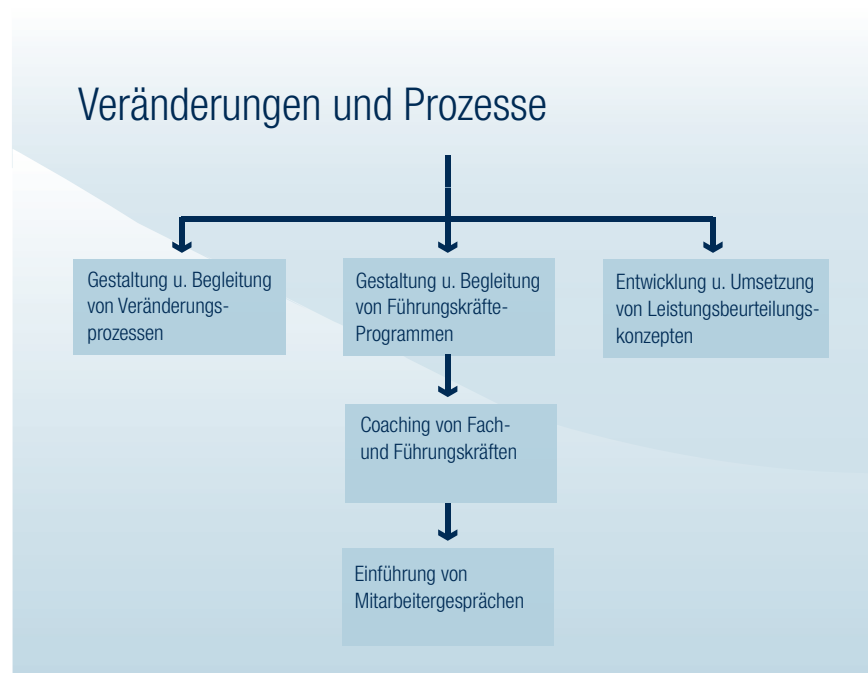 Veränderungen und Prozesse
Gestaltung u. Begleitung
von Veränderungs-
prozessen
Gestaltung u. Begleitung
von Führungskräfte-
Programmen
Entwicklung u. Umsetzung
von Leistungsbeurteilungs-
konzepten
Coaching von Fach-
und Führungskräften
Einführung von
Mitarbeitergesprächen